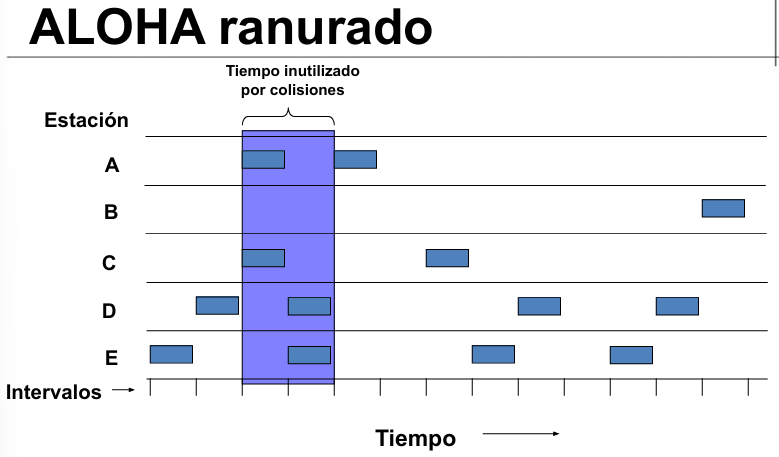 ALOHA ranurado
Tiempo inutilizado
por colisiones
Estación
A
B
C
D
E
Intervalos
Tiempo